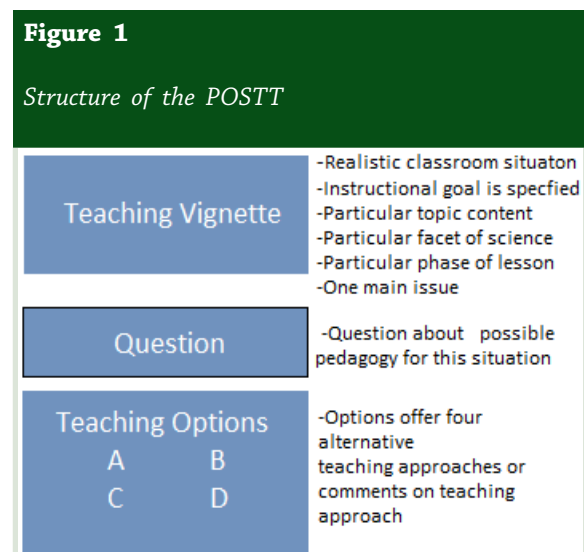 Figure 1
Structure of the POSTT
Teaching Vignette
-Realistic classroom situaton
-Instructional goal is specfied
-Particular topic content
-Particular facet of science
-Particular phase of lesson
-One main issue
Question
-Question about possible
pedagogy for this situation
Teaching Options
A B
C D
-Options offer four
alternative
teaching approaches or
comments on teaching
approach